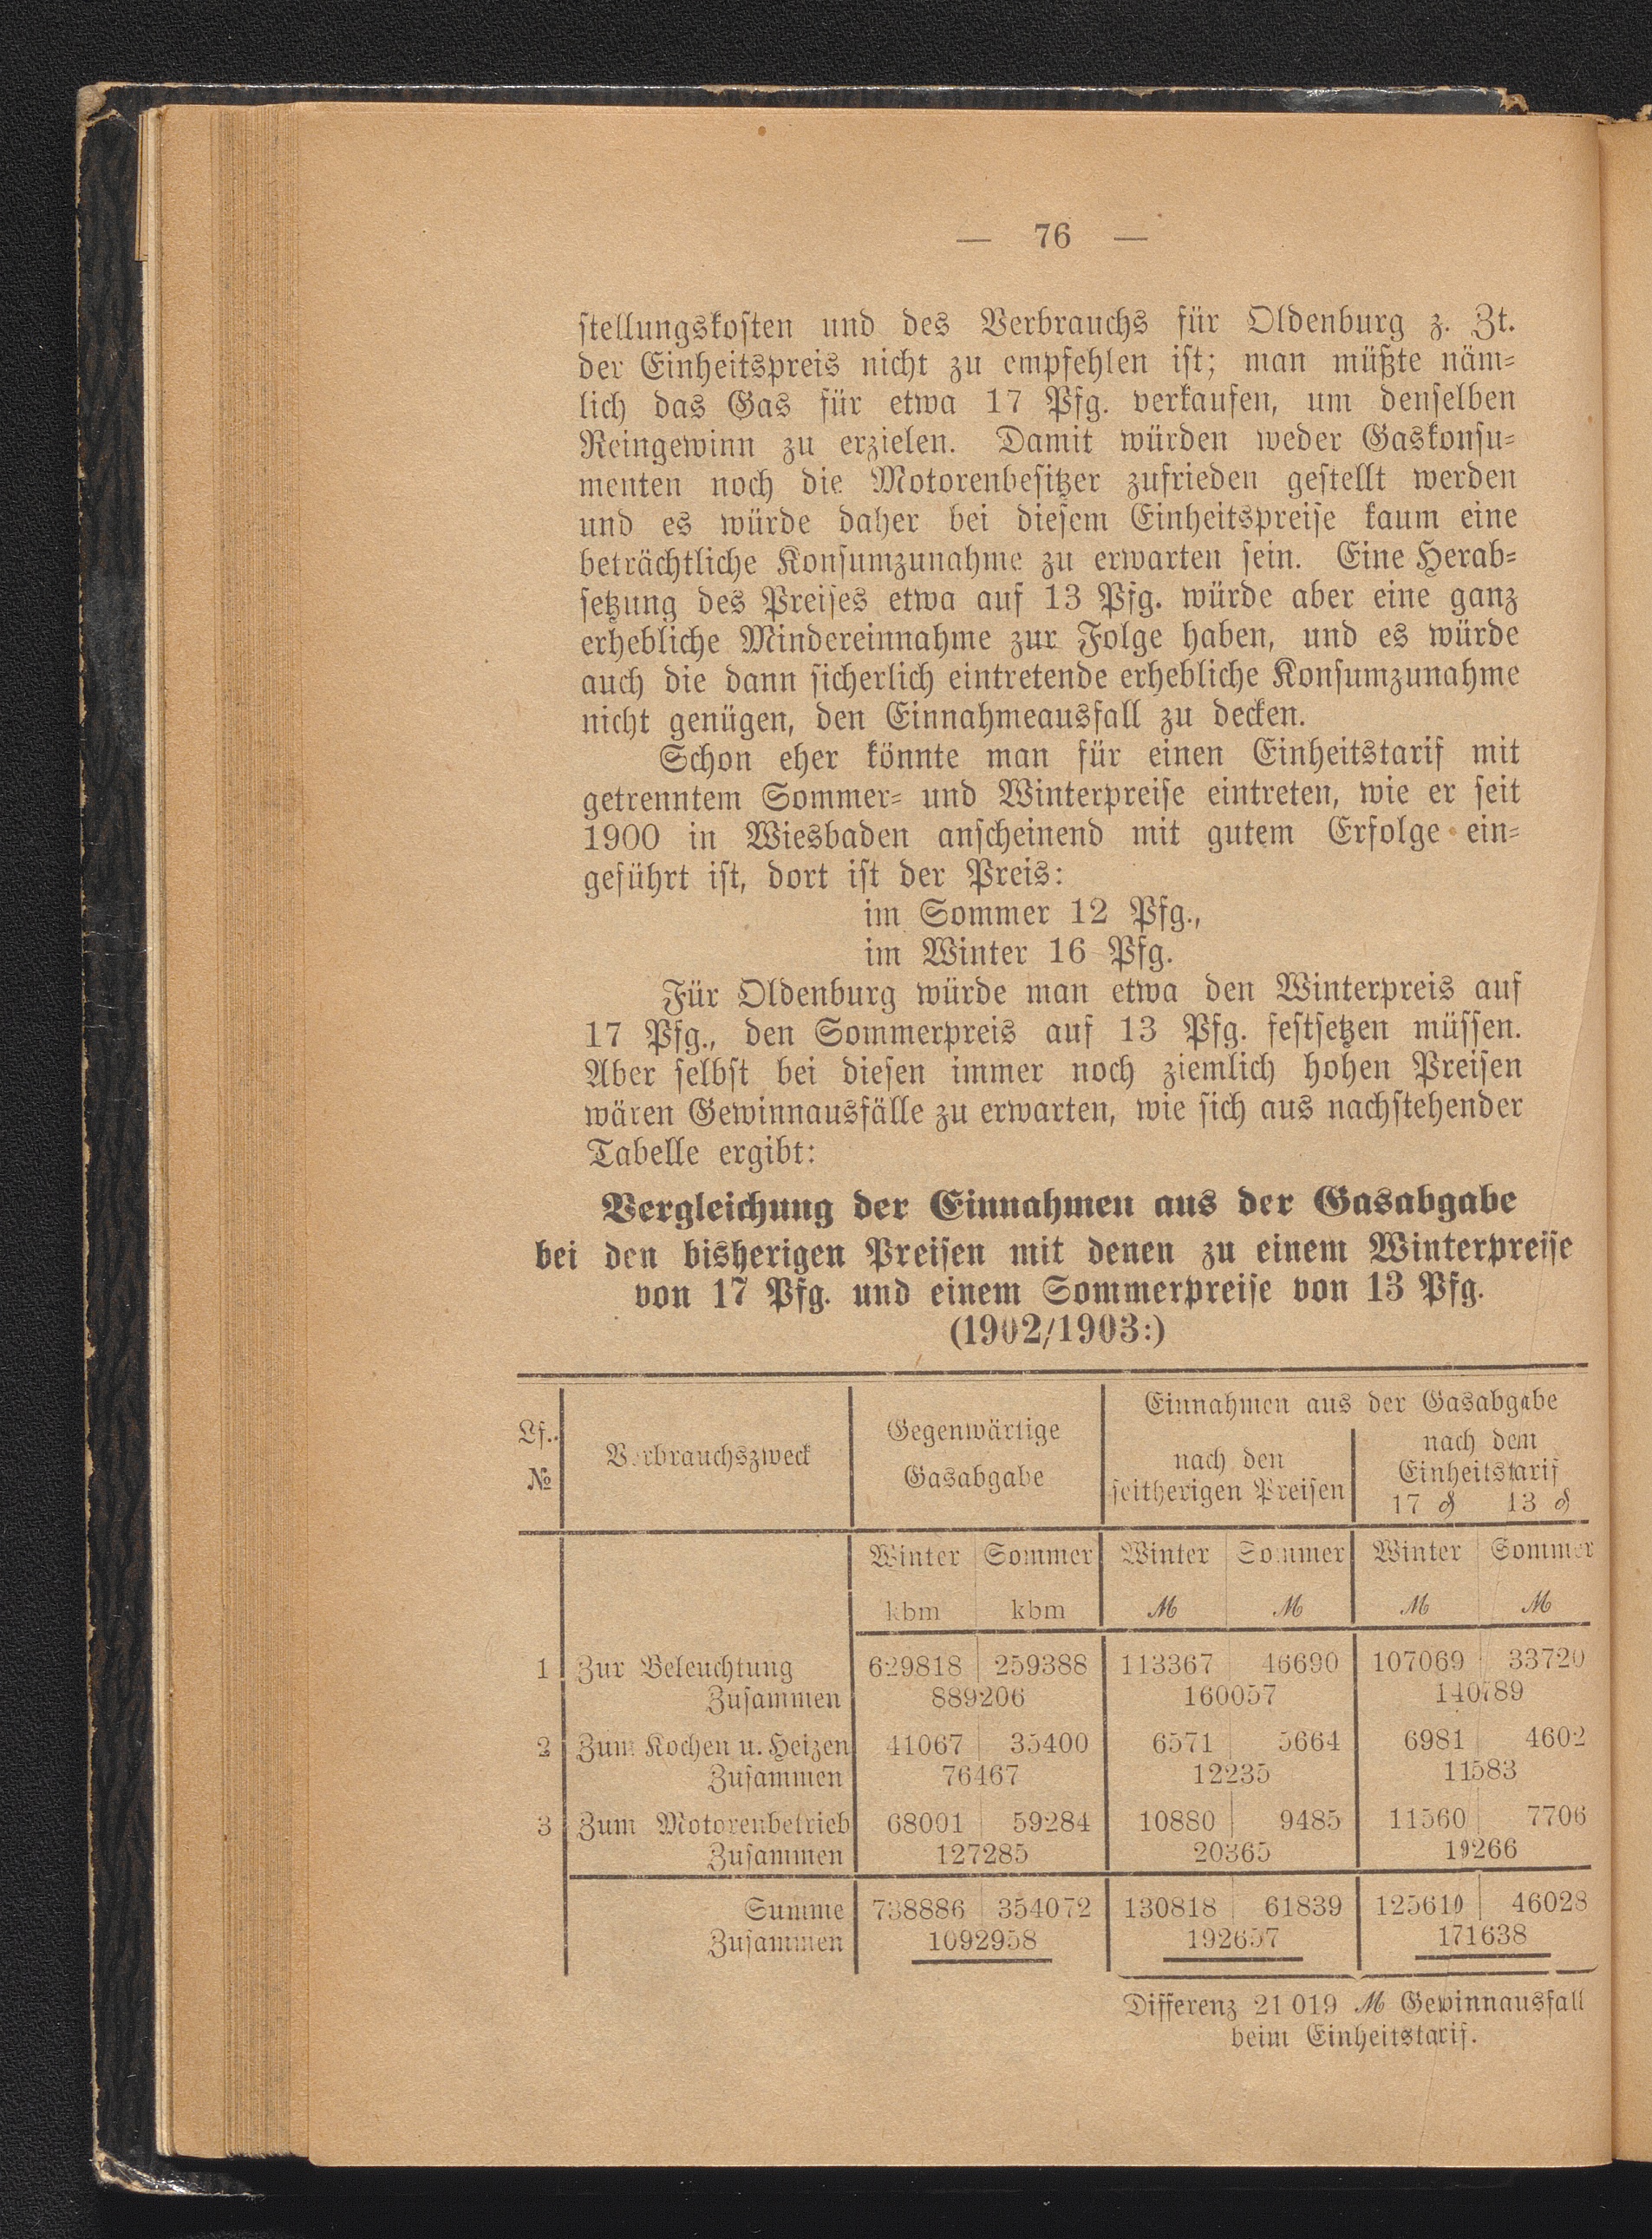 — 76 —
stellungskosten und des Verbrauchs für Oldenburg z. Zt.
der Einheitspreis nicht zu empfehlen ist; man müßte näm-
lich das Gas für etwa 17 Pfg. verkaufen, um denselben
Reingewinn zu erzielen. Damit würden weder Gaskonsu-
menten noch die Motorenbesitzer zufrieden gestellt werden
und es würde daher bei diesem Einheitspreise kaum eine
beträchtliche Konsumzunahme zu erwarten sein. Eine Herab-
setzung des Preises etwa auf 13 Pfg. würde aber eine ganz
erhebliche Mindereinnahme zur Folge haben, und es würde
auch die dann sicherlich eintretende erhebliche Konsumzunahme
nicht genügen, den Einnahmeausfall zu decken.
Schon eher könnte man für einen Einheitstarif mit
getrenntem Sommer- und Winterpreise eintreten, wie er seit
1900 in Wiesbaden anscheinend mit gutem Erfolge ein-
geführt ist, dort ist der Preis:
im Sommer 12 Pfg.,
im Winter 16 Pfg.
Für Oldenburg würde man etwa den Winterpreis auf
17 Pfg., den Sommerpreis auf 13 Pfg. festsetzen müssen.
Aber selbst bei diesen immer noch ziemlich hohen Preisen
wären Gewinnausfälle zu erwarten, wie sich aus nachstehender
Tabelle ergibt:
Vergleichung der Einnahmen aus der Gasabgabe
bei den bisherigen Preisen mit denen zu einem Winterpreise
von 17 Pfg. und einem Sommerpreise von 13 Pfg.
(1902/1903:)
Lf. № Verbrauchszweck Gegenwärtige Gasabgabe Einnahmen aus der Gasabgabe
nach den seitherigen Preisen nach dem Einheitstarif
17 ₰ 13 ₰
Winter Sommer Winter Sommer Winter Sommer
kbm kbm ℳ ℳ ℳ ℳ
1 Zur Beleuchtung 629818 259388 113367 46690 107069 33720
Zusammen 889206 160057 140789
2 Zum Kochen u. Heizen 41067 35400 6571 5664 6981 4602
Zusammen 76467 12235 11583
3 Zum Motorenbetrieb 68001 59284 10880 9485 11560 7706
Zusammen 127285 20365 19266
Summe 738886 354072 130818 61839 125610 46028
Zusammen 1092958 192657 171638
Differenz 21 019 ℳ Gewinnausfall
beim Einheitstarif.